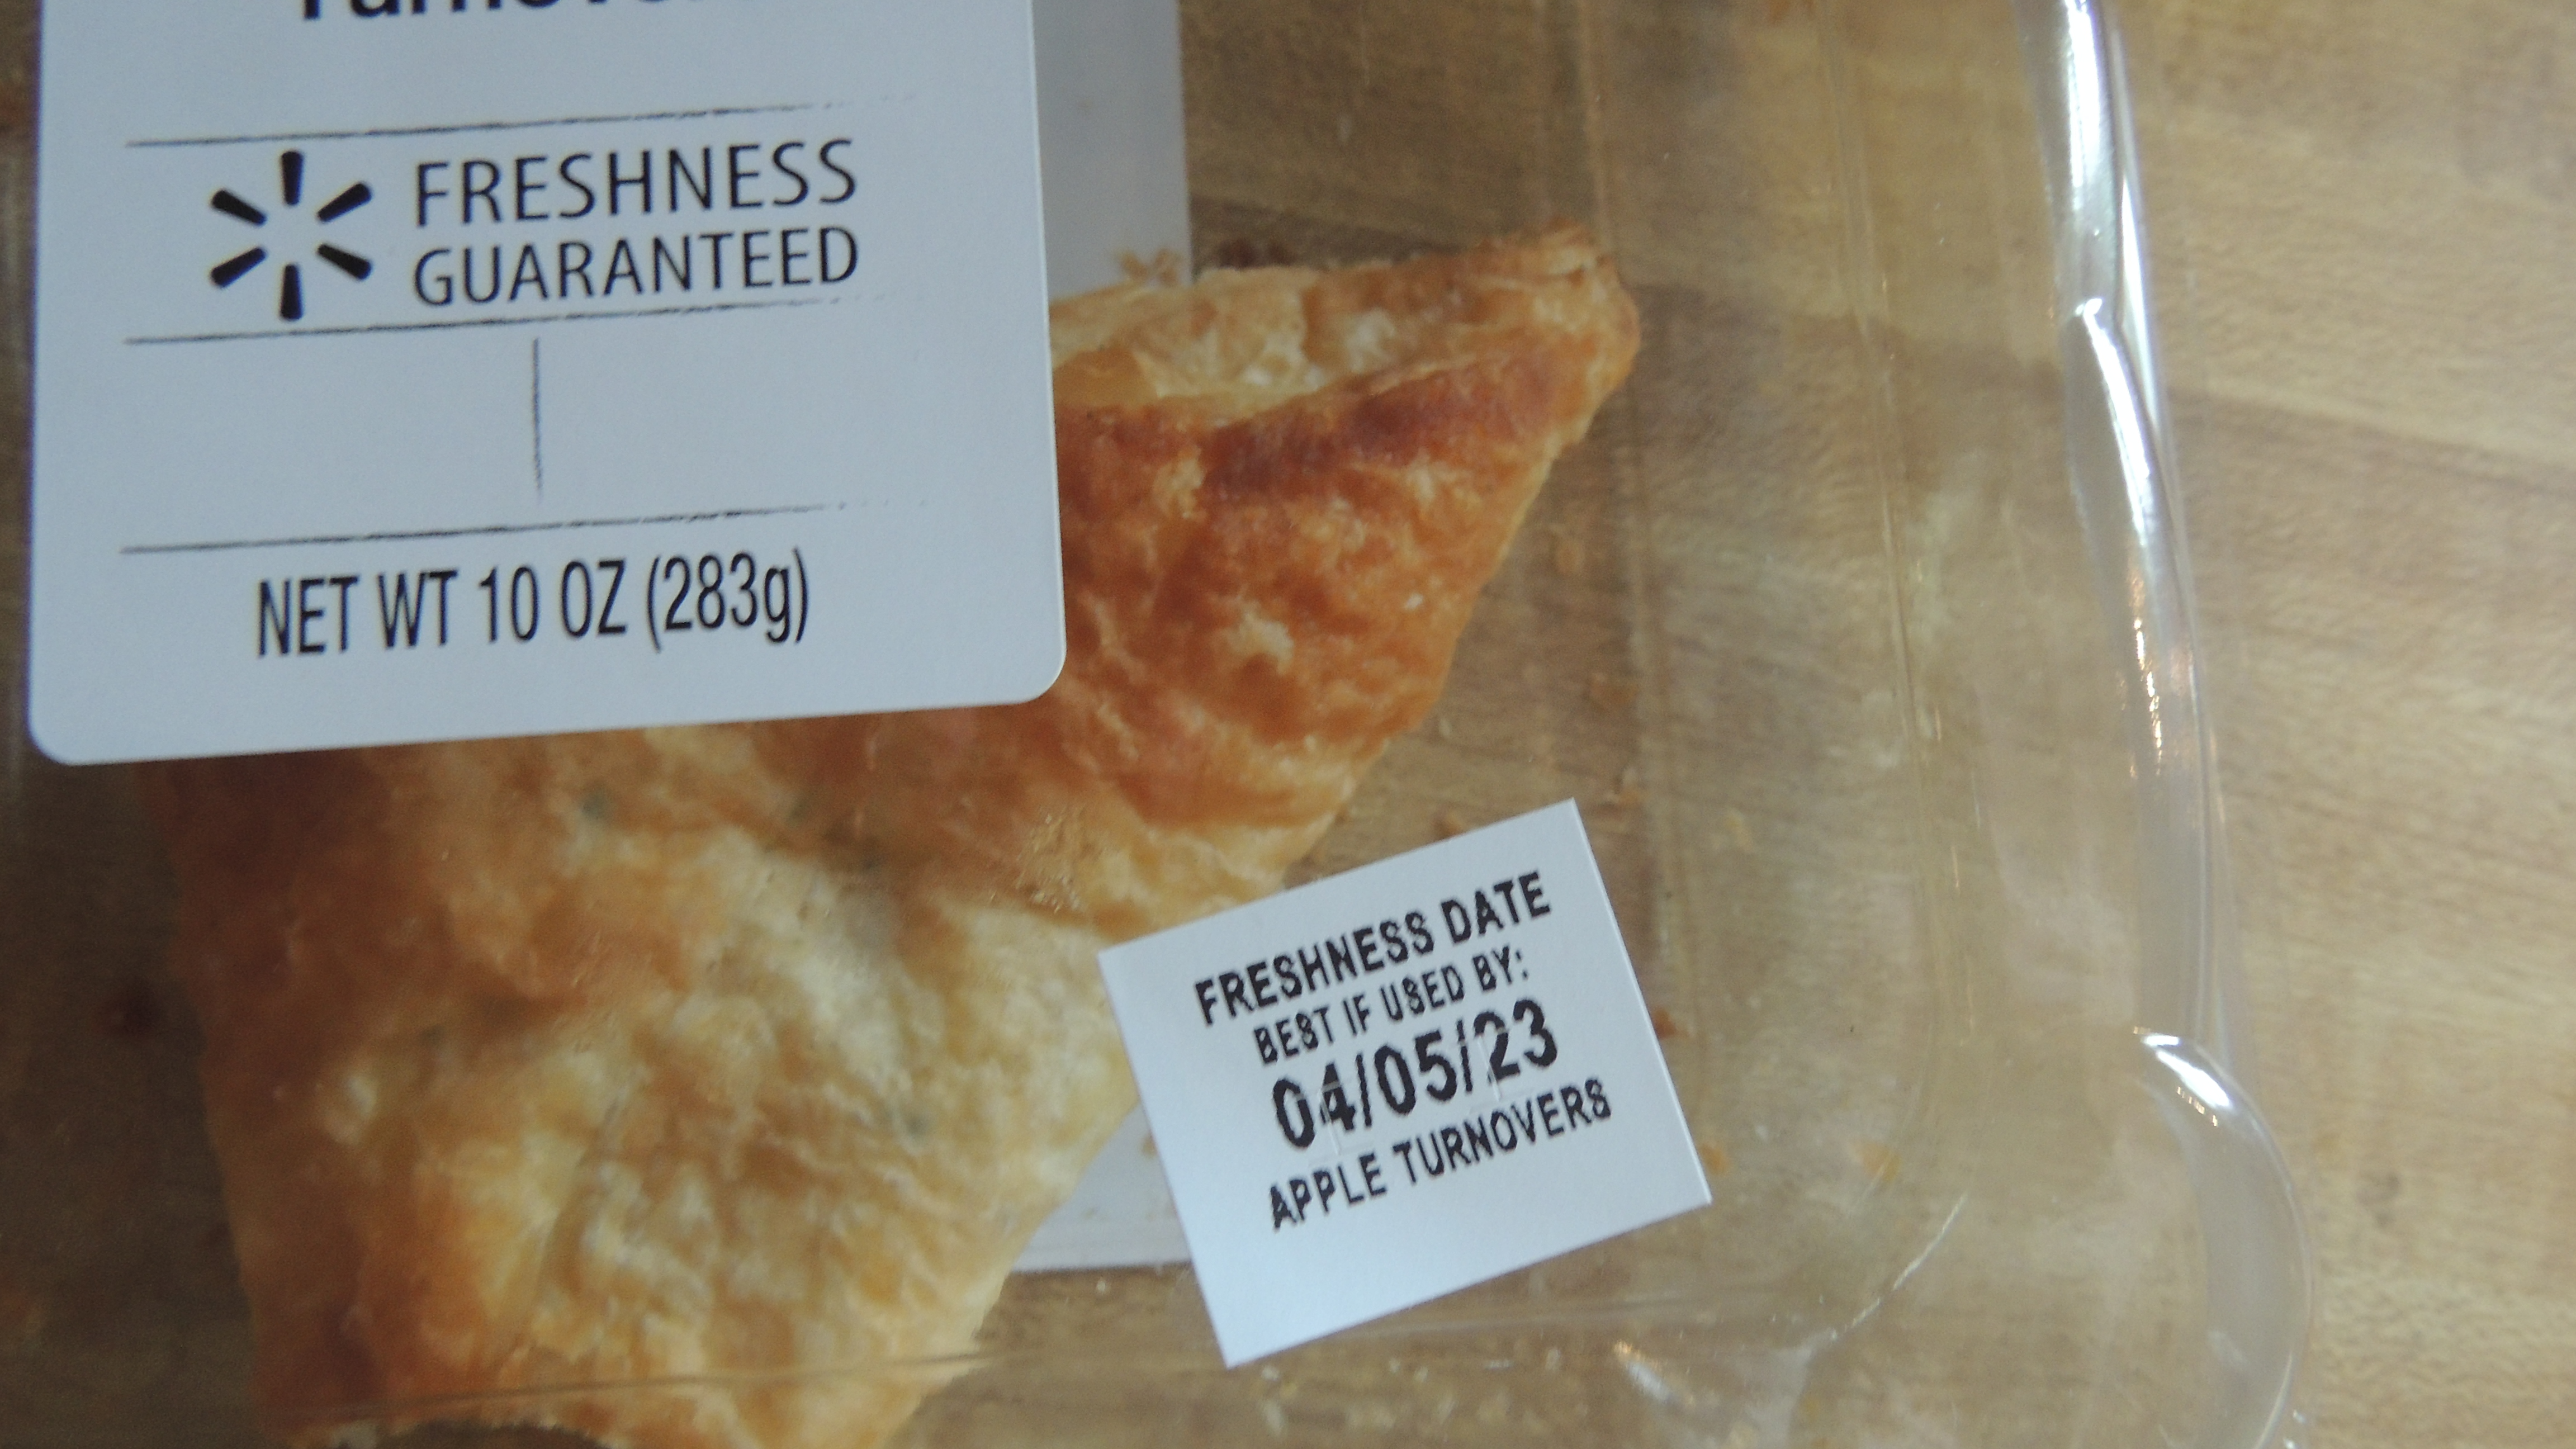 FRESHNESS
GUARANTEED
NET WT 10 OZ (283g)
FRESHNESS DATE
BEST IF USED BY:
04/05/23
APPLE TURNOVERS